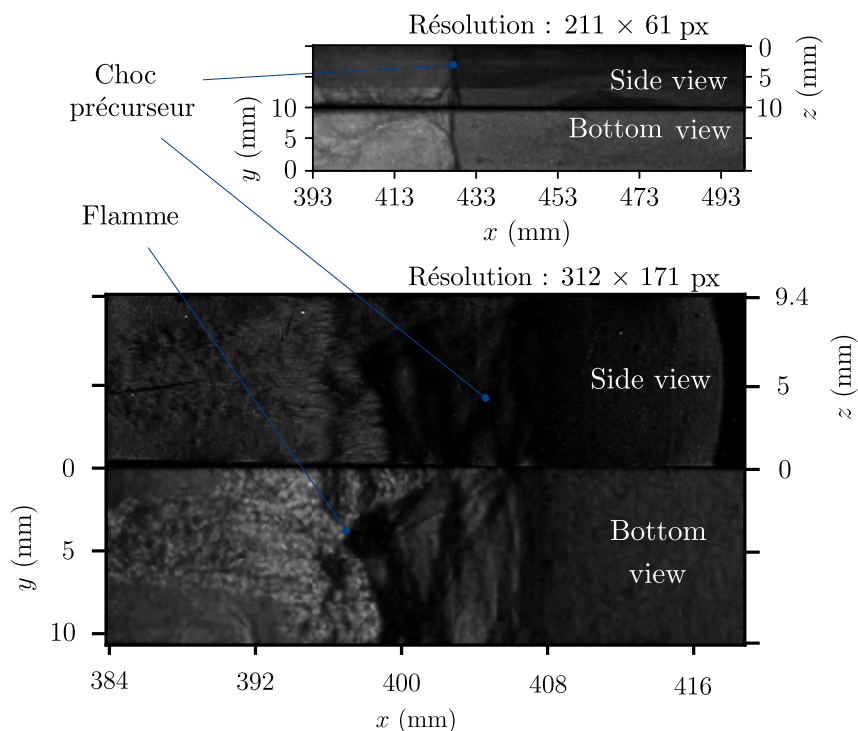 Résolution : 211 × 61 px
Choc
précurseur
Side view
Bottom view
0
5
10
z (mm)
10
5
0
y (mm)
393 413 433 453 473 493
x (mm)
Flamme
Résolution : 312 × 171 px
Side view
9.4
5
0
z (mm)
Bottom
view
0
5
10
y (mm)
384 392 400 408 416
x (mm)